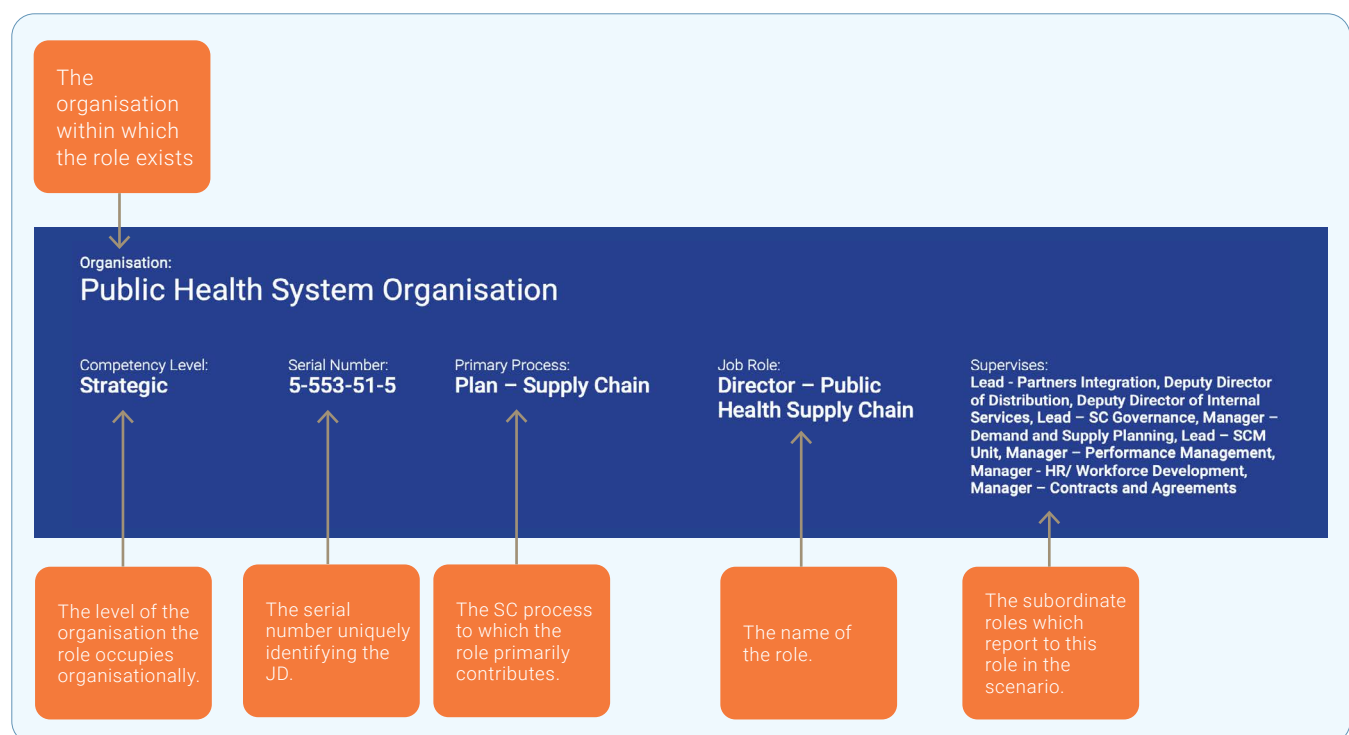 The
organisation
within which
the role exists
Organisation:
Public Health System Organisation
Competency Level:
Strategic
Serial Number:
5-553-51-5
Primary Process:
Plan – Supply Chain
Job Role:
Director – Public
Health Supply Chain
Supervises:
Lead - Partners Integration, Deputy Director
of Distribution, Deputy Director of Internal
Services, Lead – SC Governance, Manager –
Demand and Supply Planning, Lead – SCM
Unit, Manager – Performance Management,
Manager - HR/ Workforce Development,
Manager – Contracts and Agreements
The level of the
organisation the
role occupies
organisationally.
The serial
number uniquely
identifying the
JD.
The SC process
to which the
role primarily
contributes.
The name of
the role.
The subordinate
roles which
report to this
role in the
scenario.